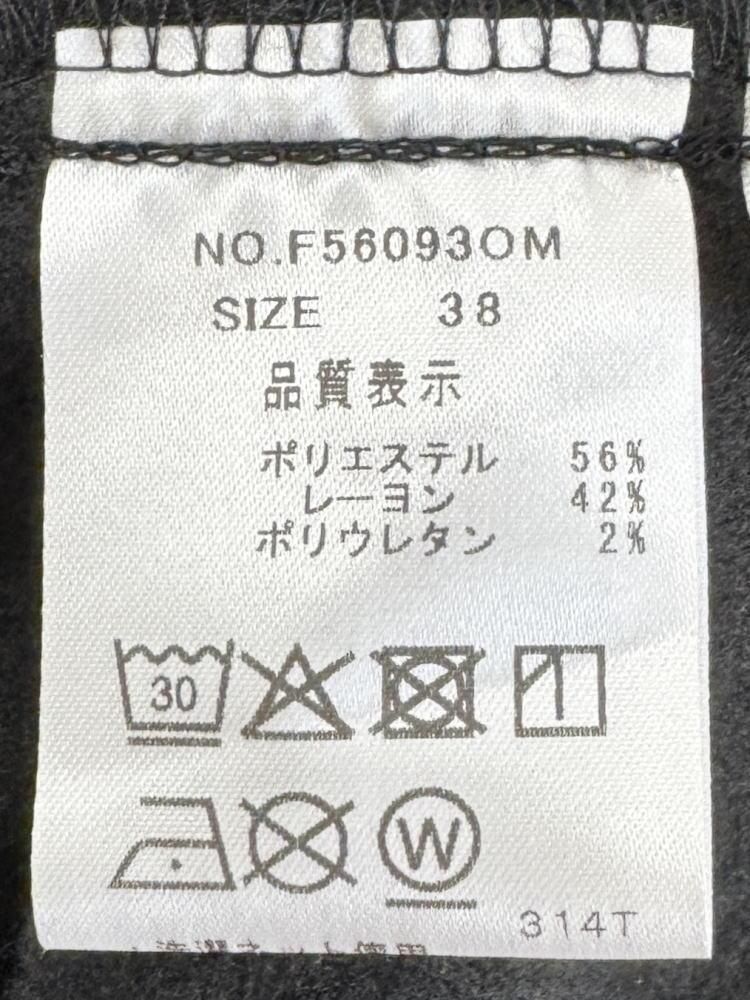 NO.F56093OM
SIZE 38
品質表示
ポリエステル 56%
レーヨン 42%
ポリウレタン 2%
30
W
314T